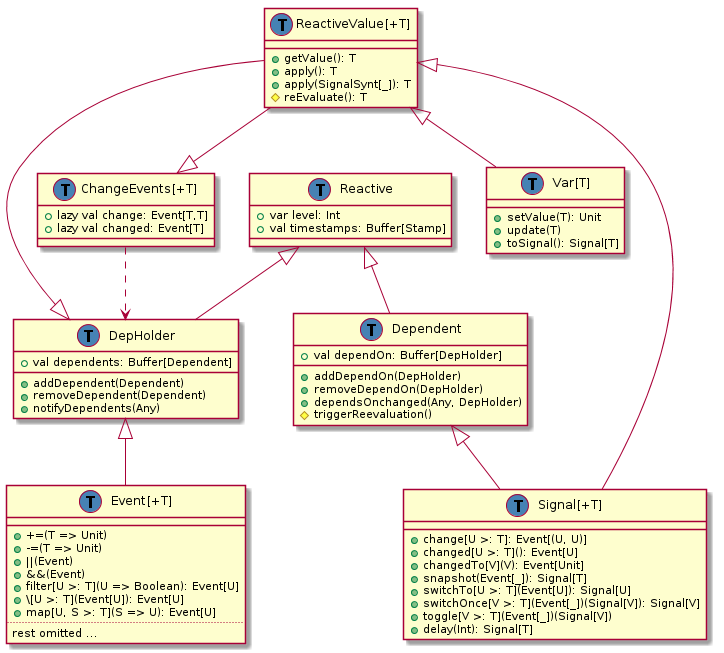 T ReactiveValue[+T]
getValue(): T
apply(): T
apply(SignalSynt[_]): T
reEvaluate(): T
T ChangeEvents[+T]
lazy val change: Event[T,T]
lazy val changed: Event[T]
T Reactive
var level: Int
val timestamps: Buffer[Stamp]
T Var[T]
setValue(T): Unit
update(T)
toSignal(): Signal[T]
T DepHolder
val dependents: Buffer[Dependent]
addDependent(Dependent)
removeDependent(Dependent)
notifyDependents(Any)
T Dependent
val dependOn: Buffer[DepHolder]
addDependOn(DepHolder)
removeDependOn(DepHolder)
dependsOnchanged(Any, DepHolder)
triggerReevaluation()
T Event[+T]
+=(T => Unit)
-=(T => Unit)
||(Event)
&&(Event)
filter[U >: T](U => Boolean): Event[U]
\[U >: T](Event[U]): Event[U]
map[U, S >: T](S => U): Event[U]
rest omitted ...
T Signal[+T]
change[U >: T]: Event[(U, U)]
changed[U >: T](): Event[U]
changedTo[V](V): Event[Unit]
snapshot(Event[_]): Signal[T]
switchTo[U >: T](Event[U]): Signal[U]
switchOnce[V >: T](Event[_])(Signal[V]): Signal[V]
toggle[V >: T](Event[_])(Signal[V])
delay(Int): Signal[T]